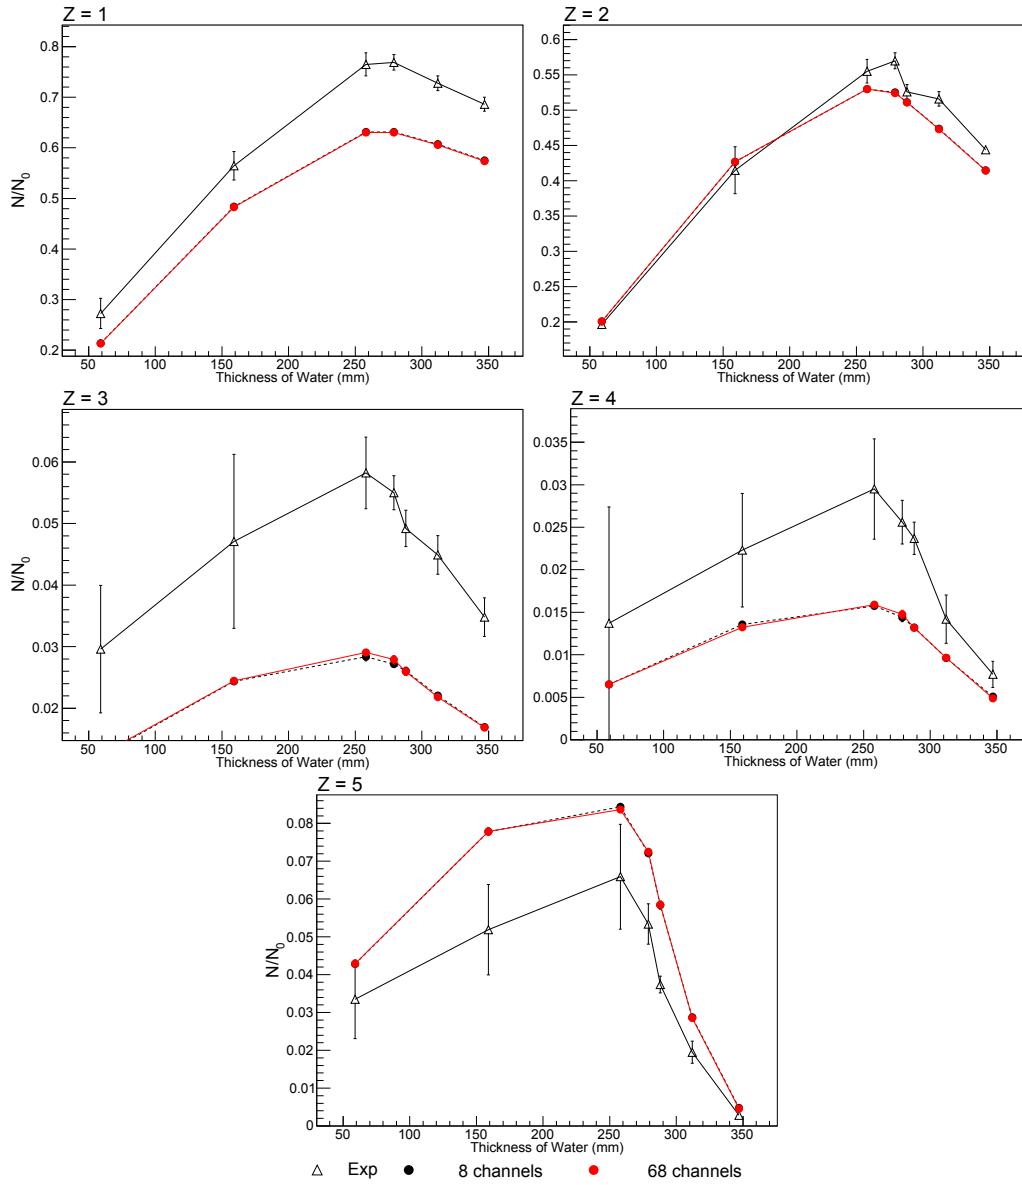 Z = 1
N/N0
0.8
0.7
0.6
0.5
0.4
0.3
0.2
50 100 150 200 250 300 350
Thickness of Water (mm)
Z = 2
0.6
0.55
0.5
0.45
0.4
0.35
0.3
0.25
0.2
50 100 150 200 250 300 350
Thickness of Water (mm)
Z = 3
N/N0
0.06
0.05
0.04
0.03
0.02
50 100 150 200 250 300 350
Thickness of Water (mm)
Z = 4
0.035
0.03
0.025
0.02
0.015
0.01
0.005
0
50 100 150 200 250 300 350
Thickness of Water (mm)
Z = 5
N/N0
0.08
0.07
0.06
0.05
0.04
0.03
0.02
0.01
0
50 100 150 200 250 300 350
Thickness of Water (mm)
Exp 8 channels 68 channels